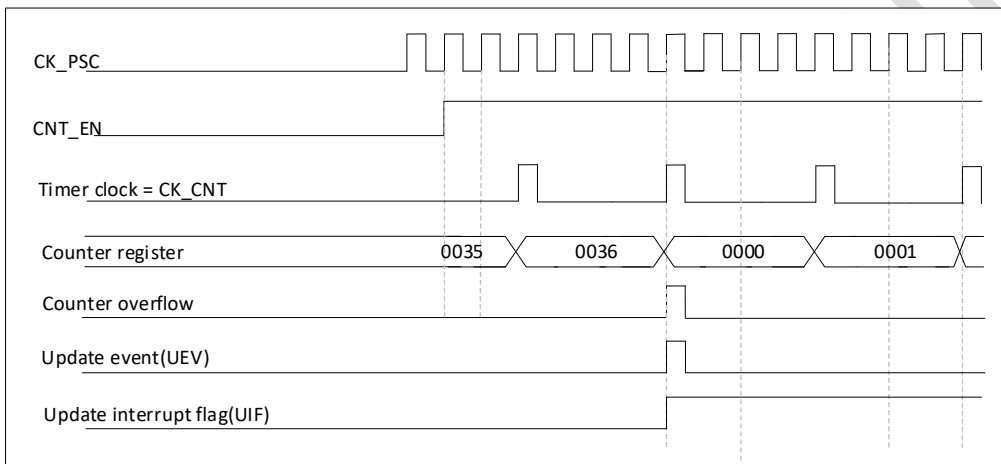 CK_PSC
CNT_EN
Timer clock = CK_CNT
Counter register 0035 0036 0000 0001
Counter overflow
Update event(UEV)
Update interrupt flag(UIF)